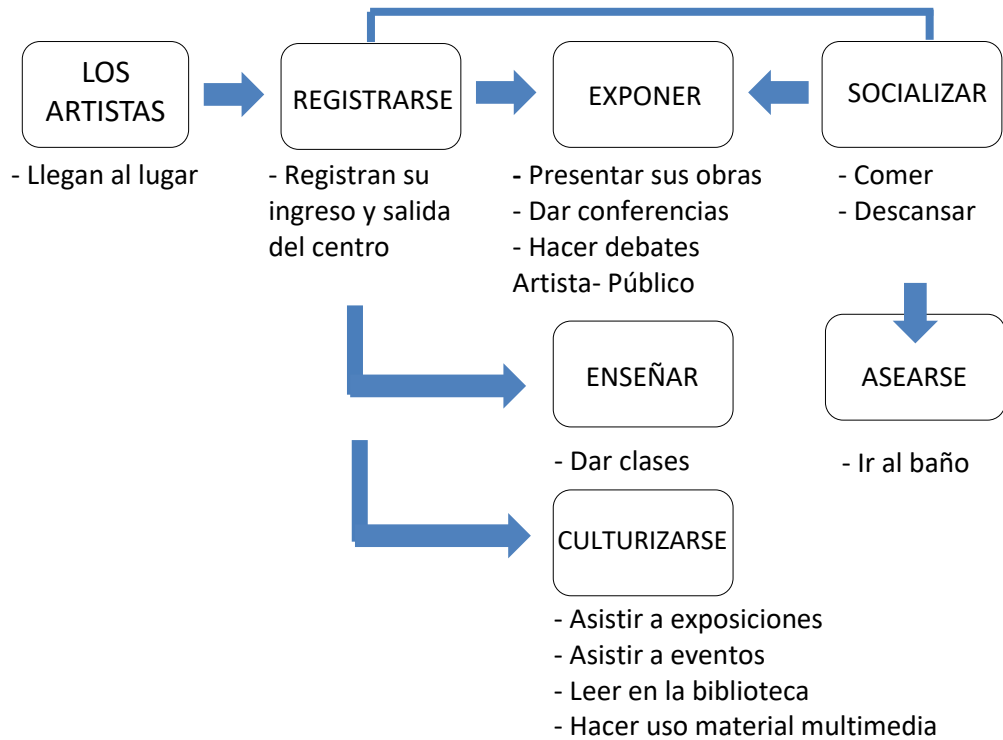 LOS
ARTISTAS
REGISTRARSE
EXPONER
SOCIALIZAR
- Llegan al lugar
- Registran su
ingreso y salida
del centro
- Presentar sus obras
- Dar conferencias
- Hacer debates
Artista- Público
- Comer
- Descansar
ENSEÑAR
ASEARSE
- Dar clases
- Ir al baño
CULTURIZARSE
- Asistir a exposiciones
- Asistir a eventos
- Leer en la biblioteca
- Hacer uso material multimedia